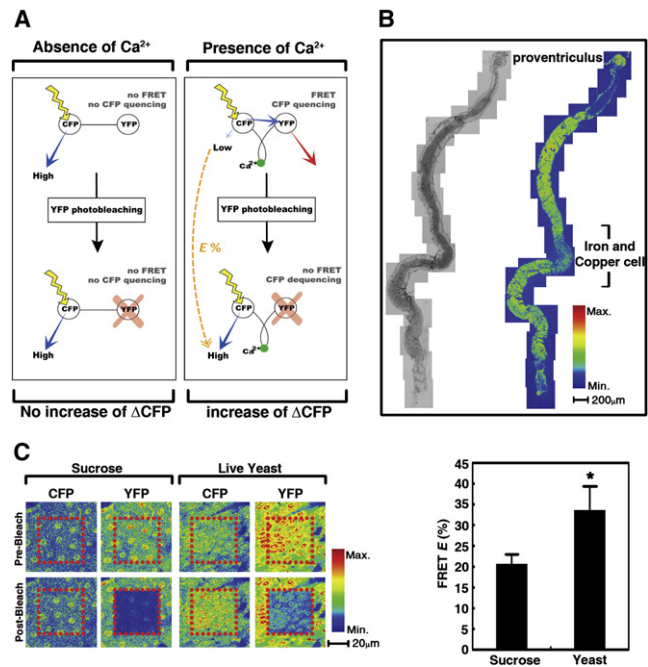 A
Absence of Ca2+
Presence of Ca2+
no FRET
no CFP quencing
CFP
YFP
High
YFP photobleaching
no FRET
no CFP quencing
CFP
YFP
High
No increase of ΔCFP
FRET
CFP quencing
CFP
YFP
Low
Ca2+
E %
YFP photobleaching
no FRET
CFP dequencing
CFP
YFP
High
Ca2+
increase of ΔCFP
B
proventriculus
Iron and
Copper cell
Max.
Min.
200μm
C
Sucrose
Live Yeast
CFP
YFP
CFP
YFP
Pre-Bleach
Post-Bleach
Max.
Min.
20μm
FRET E (%)
45
40
35
30
25
20
15
10
5
0
*
Sucrose
Yeast